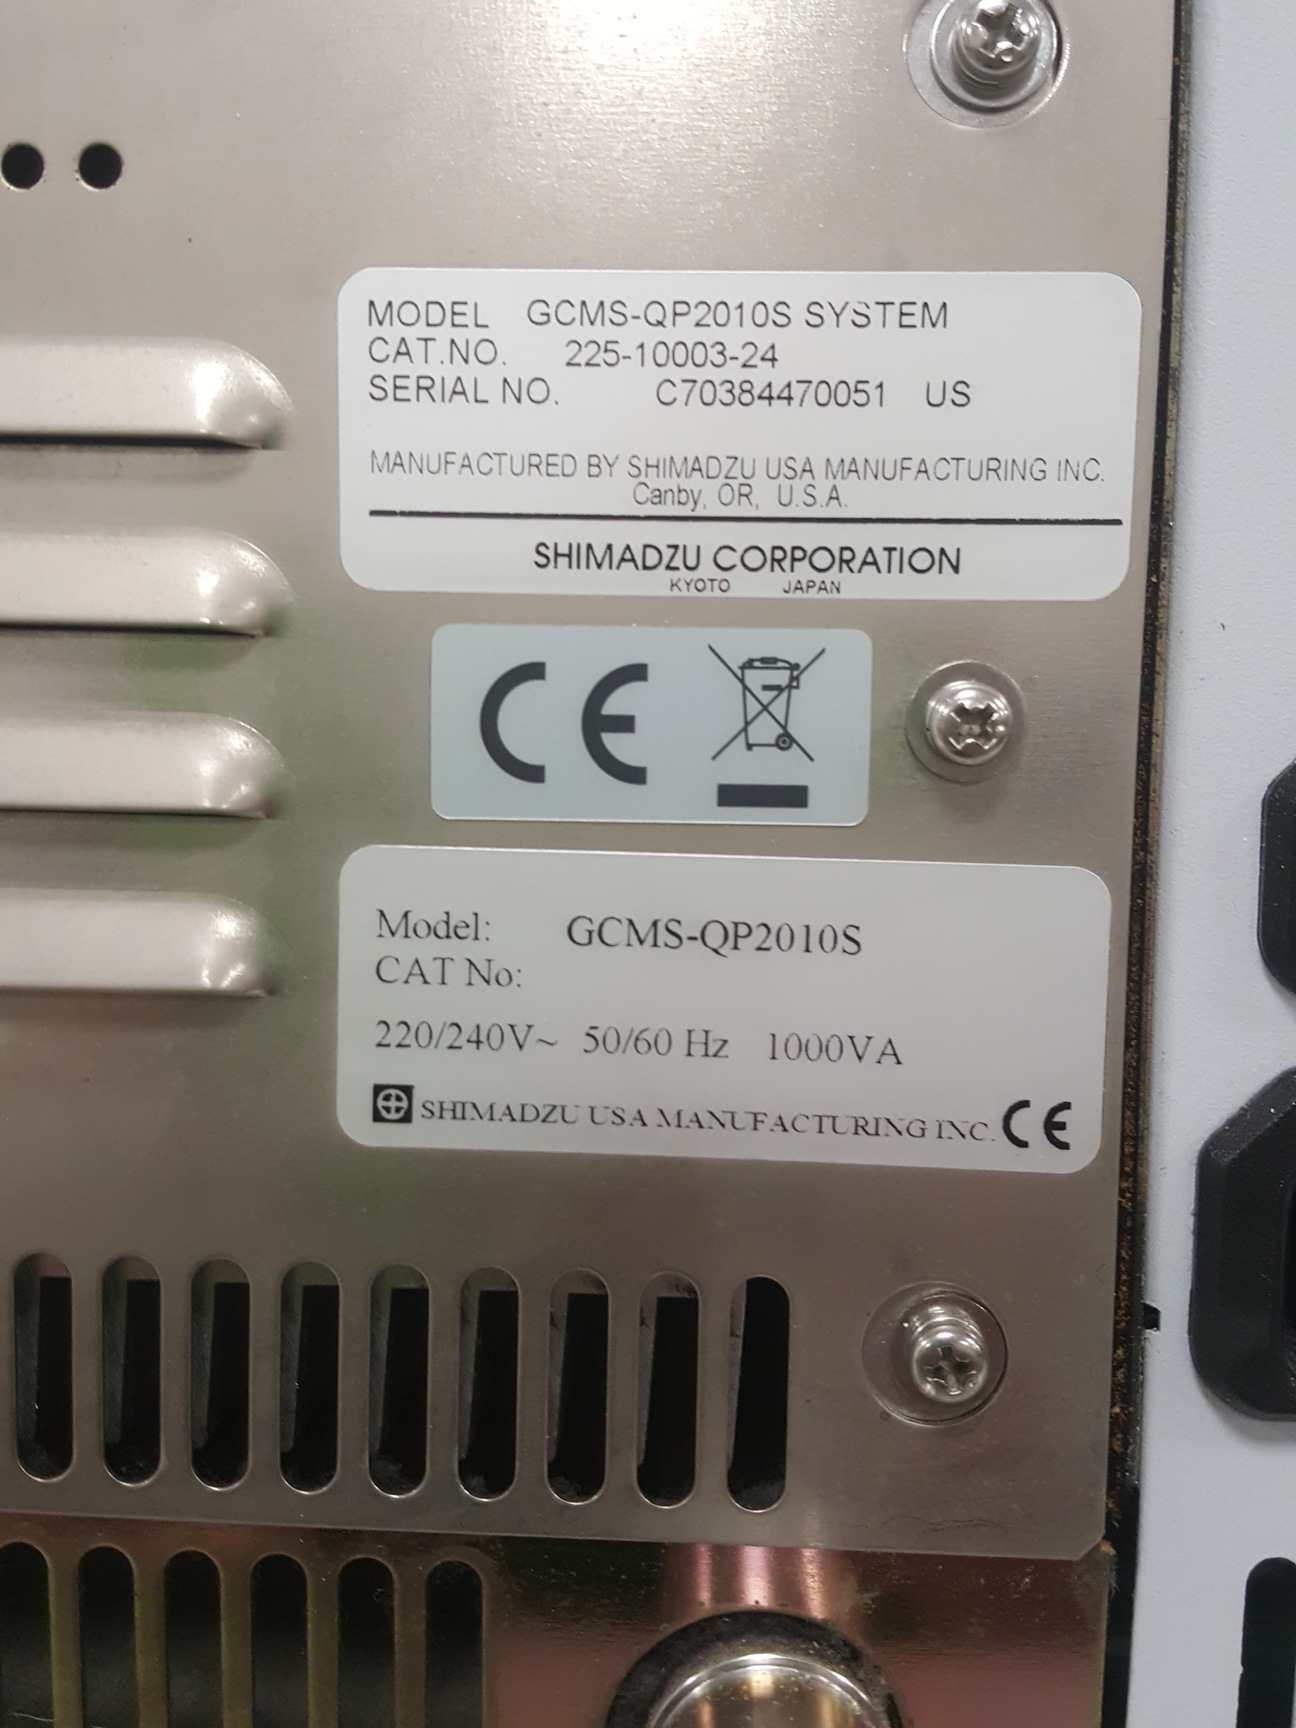 MODEL GCMS-QP2010S SYSTEM
CAT.NO. 225-10003-24
SERIAL NO. C70384470051 US
MANUFACTURED BY SHIMADZU USA MANUFACTURING INC.
Canby, OR, U.S.A.
SHIMADZU CORPORATION
KYOTO JAPAN
CE
Model: GCMS-QP2010S
CAT No:
220/240V~ 50/60 Hz 1000VA
SHIMADZU USA MANUFACTURING INC. CE